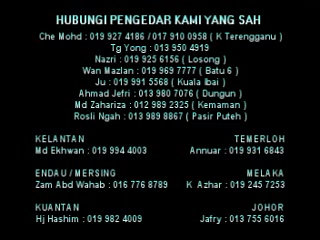 HUBUNGI PENGEDAR KAMI YANG SAH
Che Mohd : 019 927 4186 / 017 910 0958 ( K Terengganu )
Tg Yong : 013 950 4919
Nazri : 019 925 6156 ( Losong )
Wan Mazlan : 019 969 7777 ( Batu 6 )
Ju : 019 991 5568 ( Kuala Ibai )
Ahmad Jefri : 013 980 7076 ( Dungun )
Md Zahariza : 012 989 2325 ( Kemaman )
Rosli Ngah : 013 989 8867 ( Pasir Puteh )
KELANTAN
Md Ekhwan : 019 994 4003
TEMERLOH
Annuar : 019 931 6843
ENDAU / MERSING
Zam Abd Wahab : 016 776 8789
MELAKA
K Azhar : 019 245 7253
KUANTAN
Hj Hashim : 019 982 4009
JOHOR
Jafry : 013 755 6016